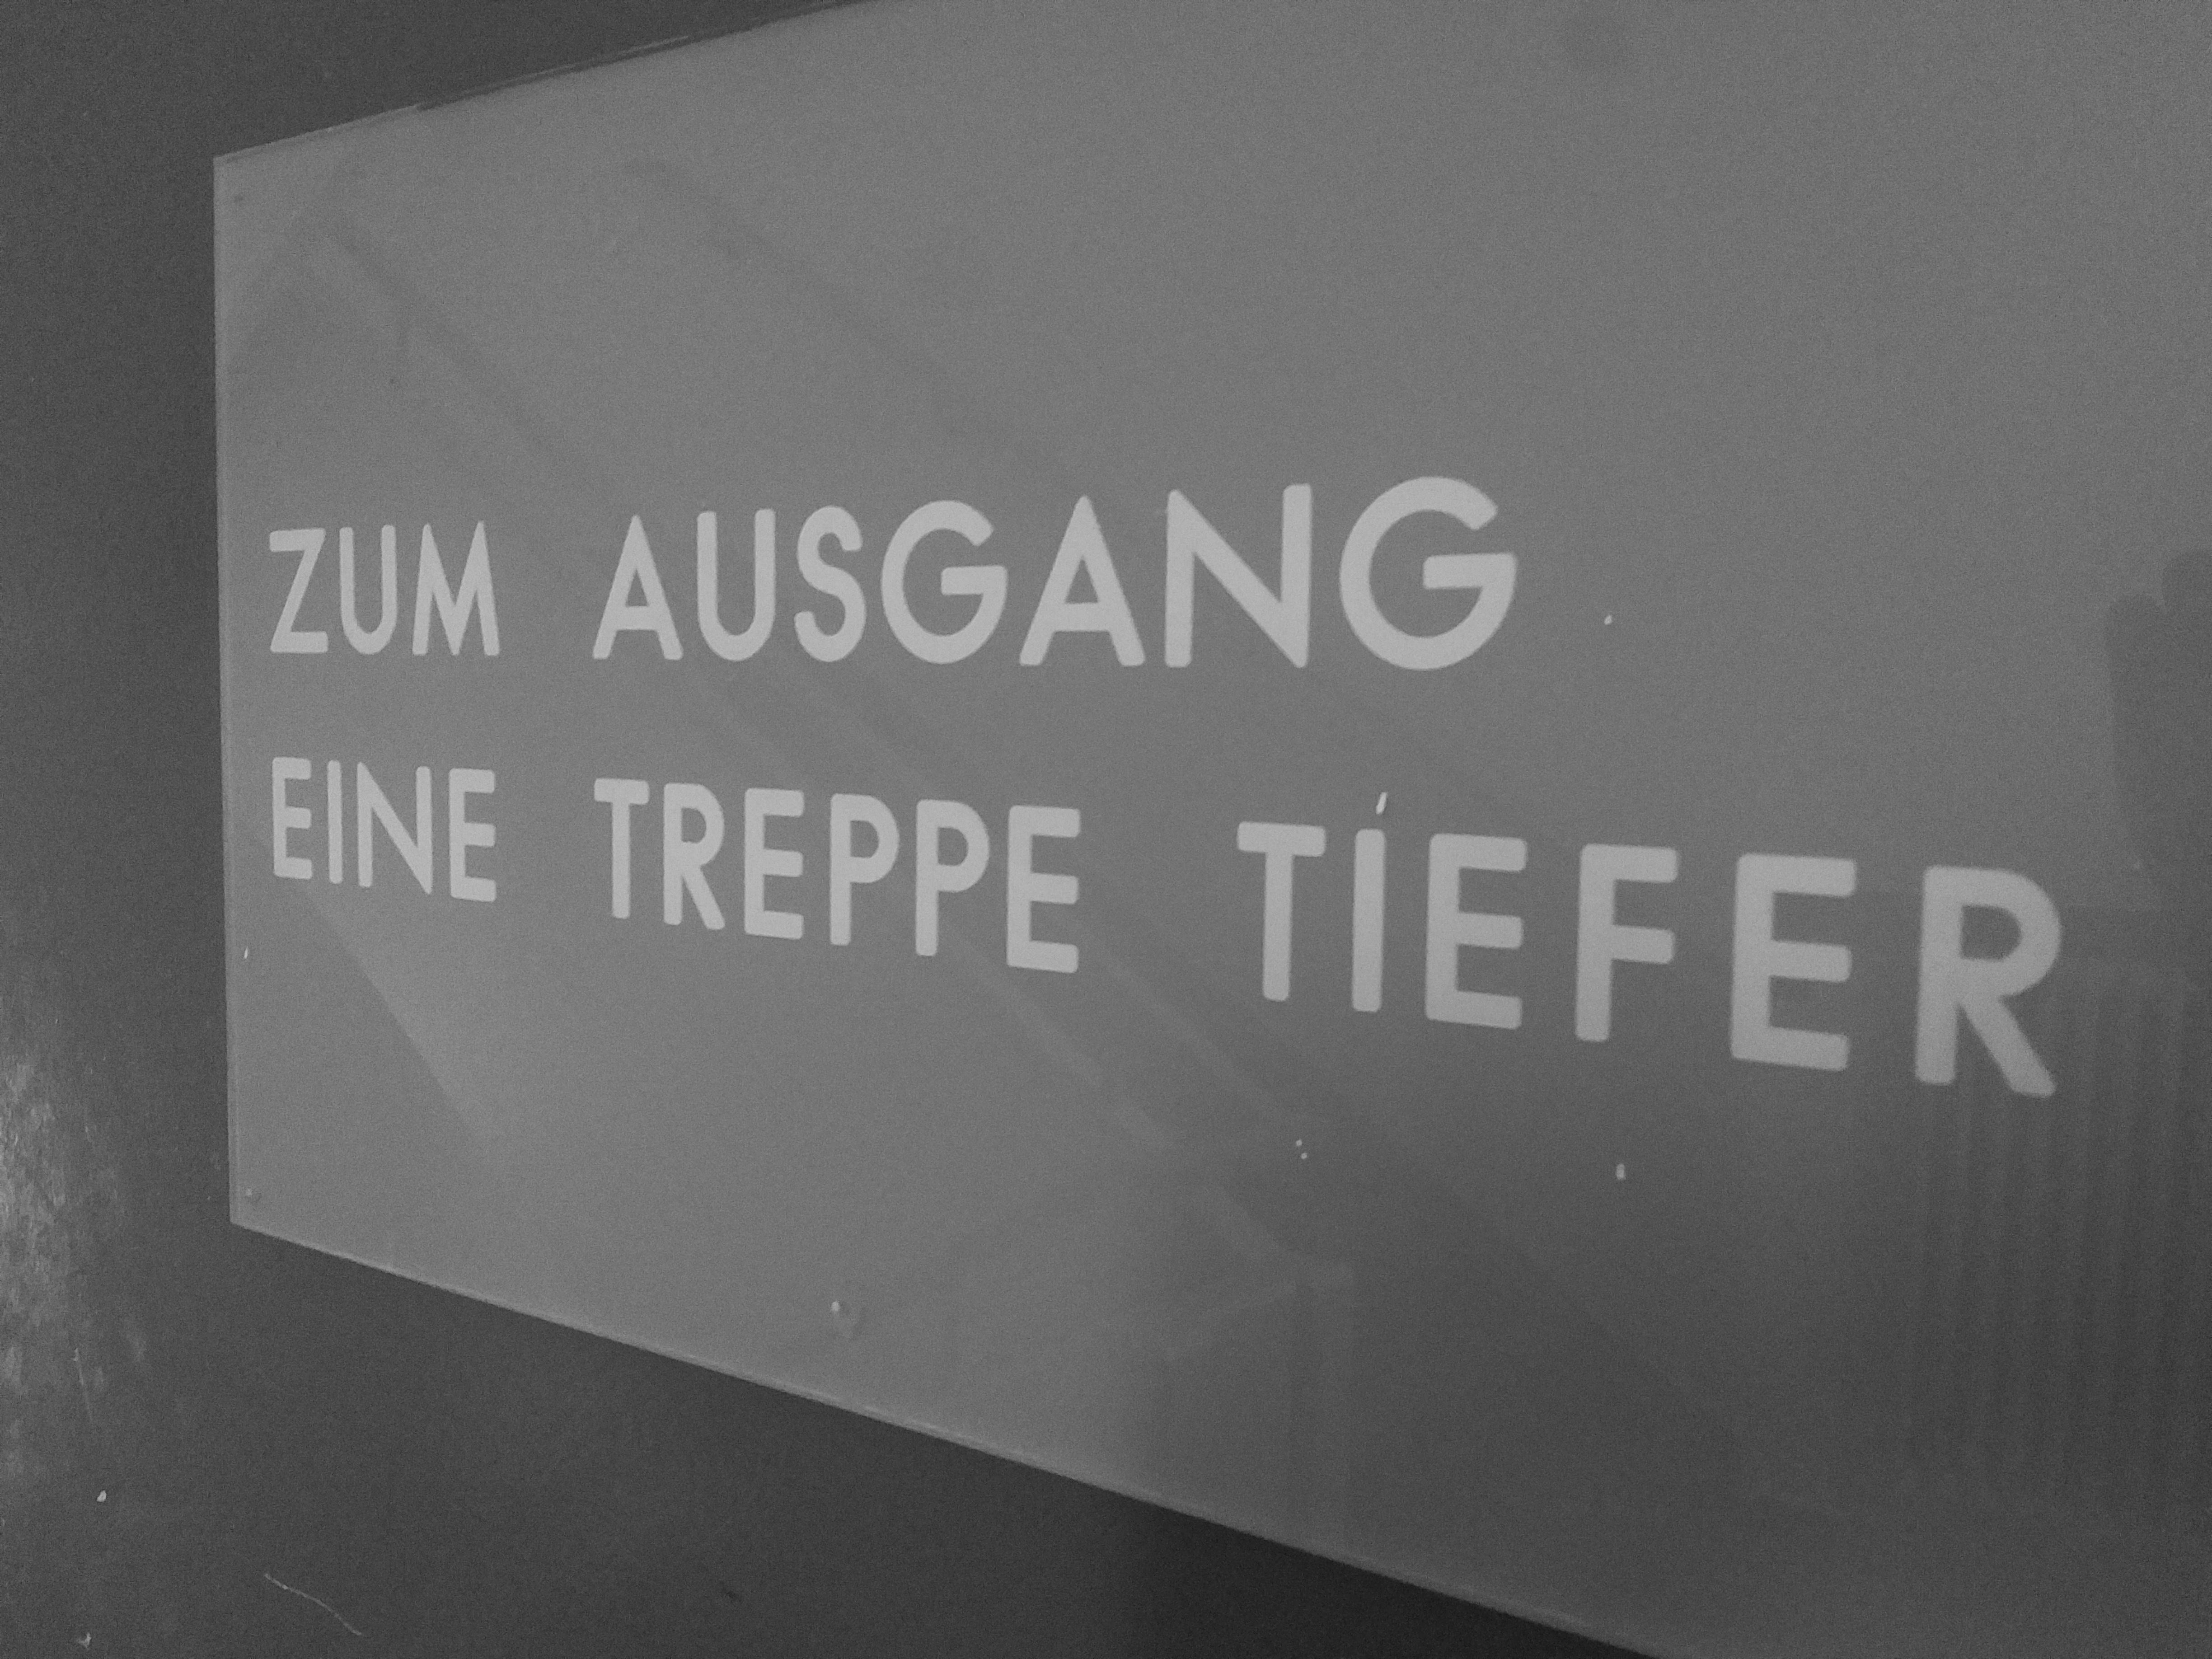 ZUM AUSGANG
EINE TREPPE TIEFER